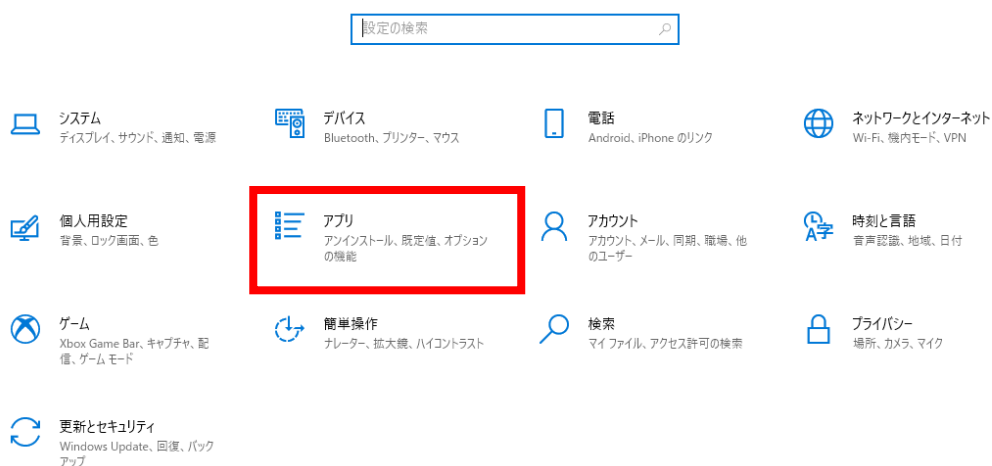 設定の検索
システム
ディスプレイ、サウンド、通知、電源
デバイス
Bluetooth、プリンター、マウス
電話
Android、iPhone のリンク
ネットワークとインターネット
Wi-Fi、機内モード、VPN
個人用設定
背景、ロック画面、色
アプリ
アンインストール、既定値、オプション
の機能
アカウント
アカウント、メール、同期、職場、他
のユーザー
時刻と言語
音声認識、地域、日付
ゲーム
Xbox Game Bar、キャプチャ、配
信、ゲーム モード
簡単操作
ナレーター、拡大鏡、ハイコントラスト
検索
マイ ファイル、アクセス許可の検索
プライバシー
場所、カメラ、マイク
更新とセキュリティ
Windows Update、回復、バック
アップ